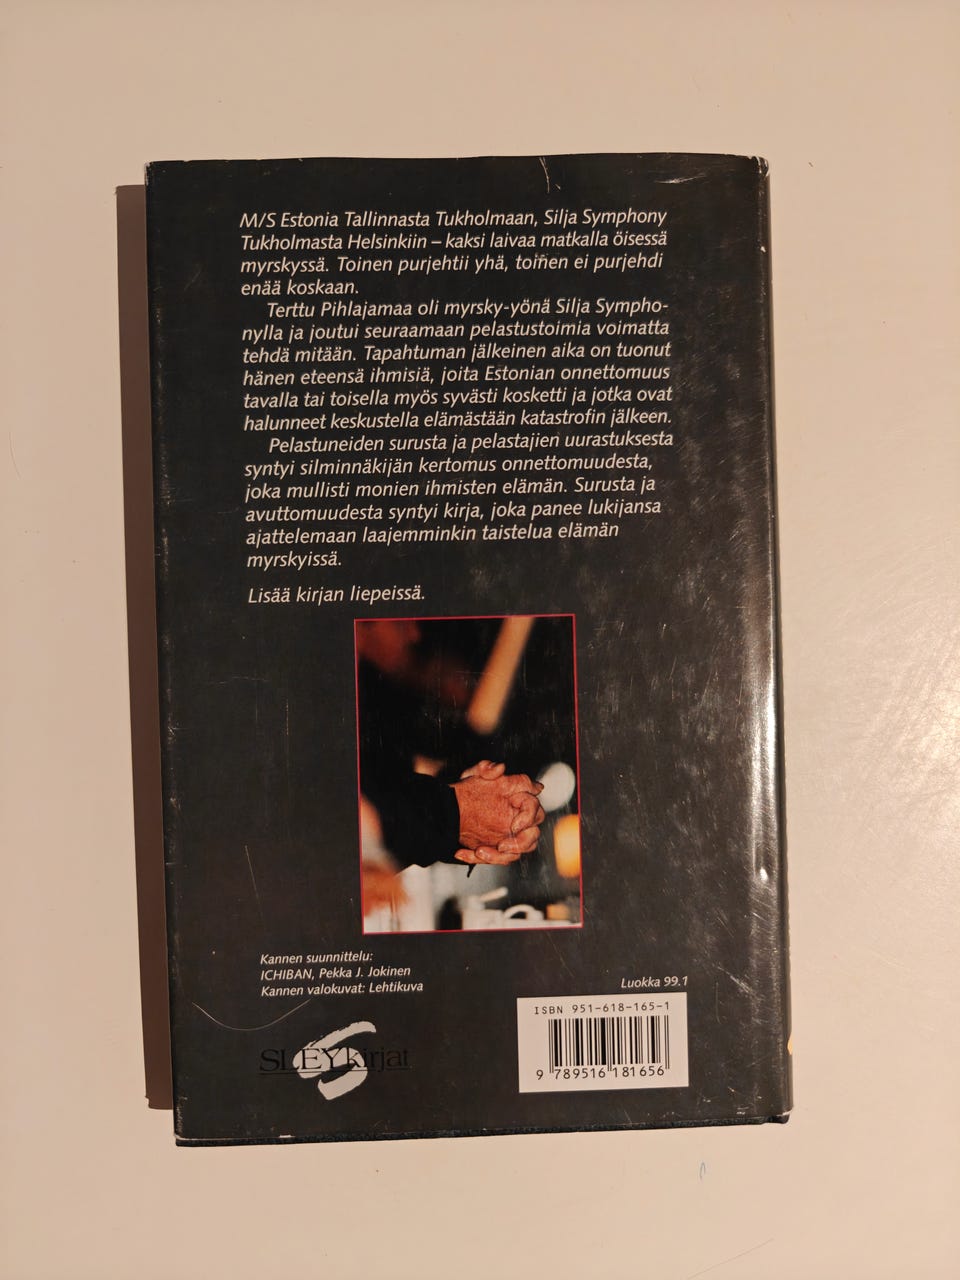 M/S Estonia Tallinnasta Tukholmaan, Silja Symphony
Tukholmasta Helsinkiin – kaksi laivaa matkalla öisessä
myrskyssä. Toinen purjehtii yhä, toinen ei purjehdi
enää koskaan.
Terttu Pihlajamaa oli myrsky-yönä Silja Sympho-
nylla ja joutui seuraamaan pelastustoimia voimatta
tehdä mitään. Tapahtuman jälkeinen aika on tuonut
hänen eteensä ihmisiä, joita Estonian onnettomuus
tavalla tai toisella myös syvästi kosketti ja jotka ovat
halunneet keskustella elämästään katastrofin jälkeen.
Pelastuneiden surusta ja pelastajien uurastuksesta
syntyi silminnäkijän kertomus onnettomuudesta,
joka mullisti monien ihmisten elämän. Surusta ja
avuttomuudesta syntyi kirja, joka panee lukijansa
ajattelemaan laajemminkin taistelua elämän
myrskyissä.
Lisää kirjan liepeissä.
Kannen suunnittelu:
ICHIBAN, Pekka J. Jokinen
Kannen valokuvat: Lehtikuva
Luokka 99.1
ISBN 951-618-165-1
9 789516 181656
SLEYkirjat